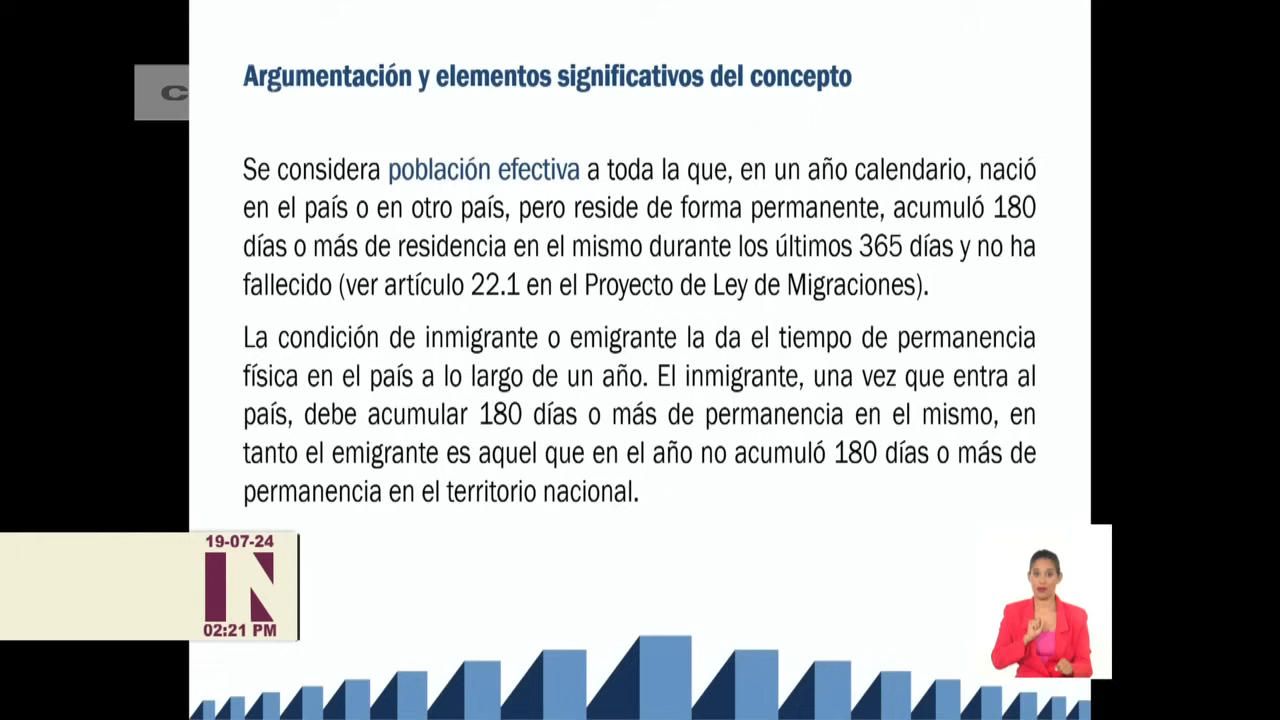 Argumentación y elementos significativos del concepto
C
Se considera población efectiva a toda la que, en un año calendario, nació
en el país o en otro país, pero reside de forma permanente, acumuló 180
días o más de residencia en el mismo durante los últimos 365 días y no ha
fallecido (ver artículo 22.1 en el Proyecto de Ley de Migraciones).
La condición de inmigrante o emigrante la da el tiempo de permanencia
física en el país a lo largo de un año. El inmigrante, una vez que entra al
país, debe acumular 180 días o más de permanencia en el mismo, en
tanto el emigrante es aquel que en el año no acumuló 180 días o más de
permanencia en el territorio nacional.
19-07-24
IN
02:21 PM